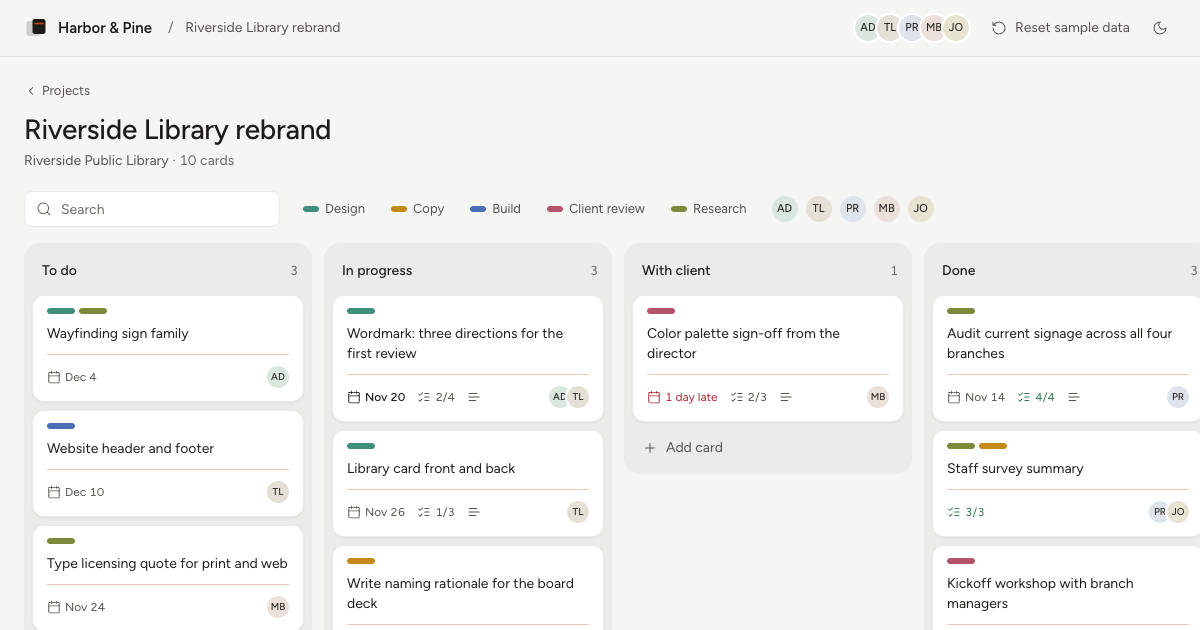 Harbor & Pine / Riverside Library rebrand AD TL PR MB JO Reset sample data
Projects
Riverside Library rebrand
Riverside Public Library · 10 cards
Search Design Copy Build Client review Research AD TL PR MB JO
To do 3
Wayfinding sign family
Dec 4 AD
Website header and footer
Dec 10 TL
Type licensing quote for print and web
Nov 24 MB
In progress 3
Wordmark: three directions for the
first review
Nov 20 2/4 AD TL
Library card front and back
Nov 26 1/3 TL
Write naming rationale for the board
deck
With client 1
Color palette sign-off from the
director
1 day late 2/3 MB
+ Add card
Done 3
Audit current signage across all four
branches
Nov 14 4/4 PR
Staff survey summary
3/3 PR JO
Kickoff workshop with branch
managers